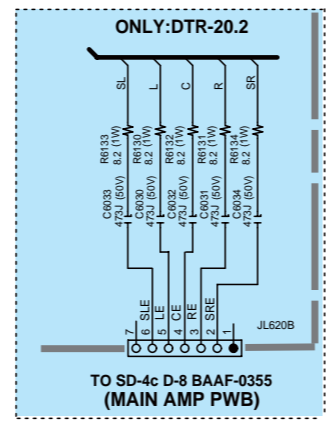 ONLY:DTR-20.2
SL
L
C
R
SR
R6133
8.2 (1W)
R6130
8.2 (1W)
R6132
8.2 (1W)
R6131
8.2 (1W)
R6134
8.2 (1W)
C6033
473J (50V)
C6030
473J (50V)
C6032
473J (50V)
C6031
473J (50V)
C6034
473J (50V)
SLE
LE
CE
RE
SRE
7
6
5
4
3
2
1
JL620B
TO SD-4c D-8 BAAF-0355
(MAIN AMP PWB)